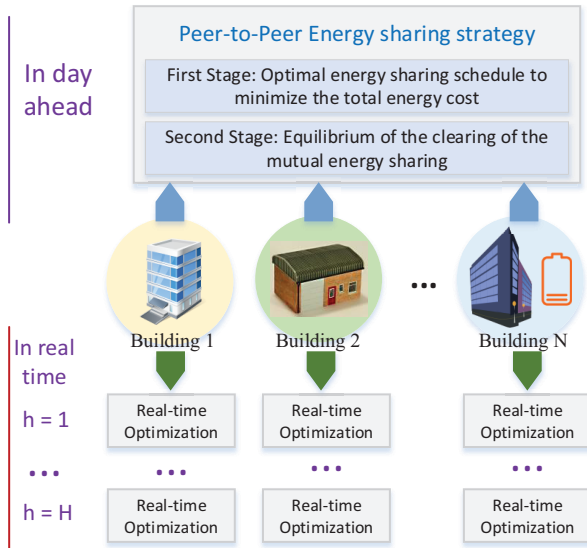 Peer-to-Peer Energy sharing strategy
In day
ahead
First Stage: Optimal energy sharing schedule to
minimize the total energy cost
Second Stage: Equilibrium of the clearing of the
mutual energy sharing
...
Building 1
Building 2
Building N
In real
time
h = 1
Real-time
Optimization
Real-time
Optimization
Real-time
Optimization
...
...
...
...
h = H
Real-time
Optimization
Real-time
Optimization
Real-time
Optimization